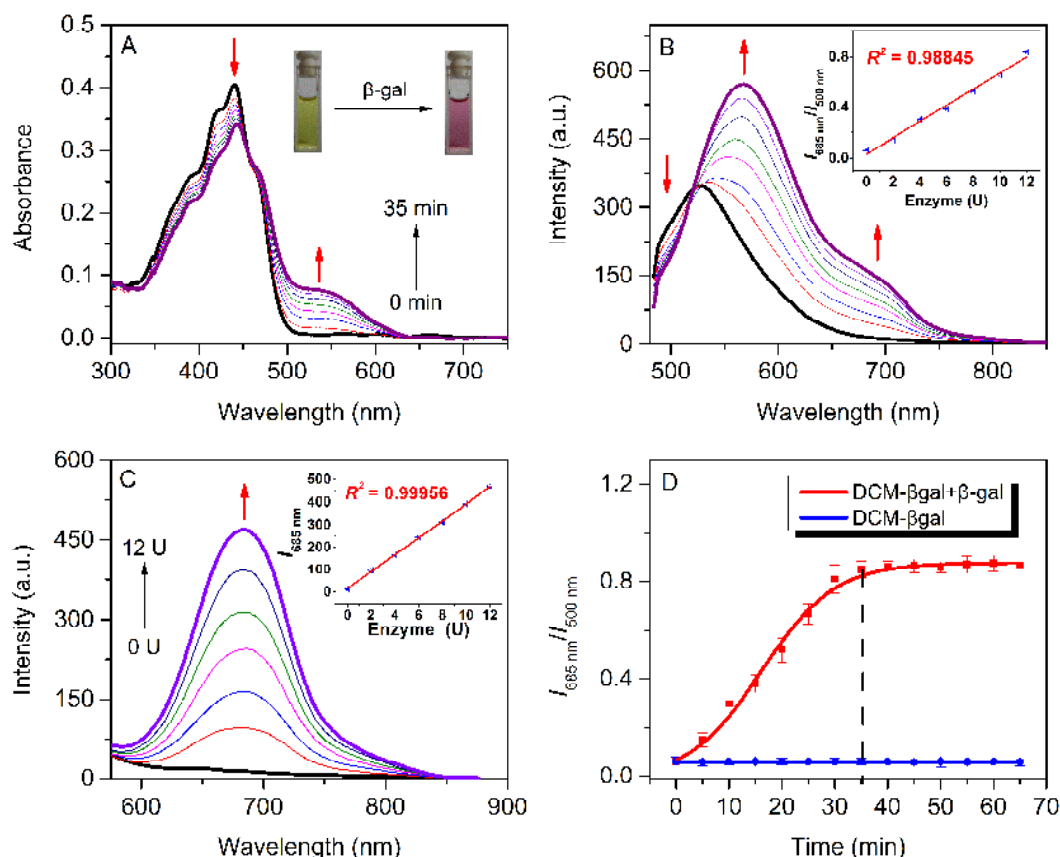 A
β-gal
35 min
0 min
Absorbance
0.5
0.4
0.3
0.2
0.1
0.0
300
400
500
600
700
Wavelength (nm)
B
R² = 0.98845
I685 nm/I500 nm
0.8
0.4
0.0
0 2 4 6 8 10 12
Enzyme (U)
Intensity (a.u.)
600
450
300
150
0
500
600
700
800
Wavelength (nm)
C
R² = 0.99956
I685 nm
500
400
300
200
100
0
0 2 4 6 8 10 12
Enzyme (U)
12 U
0 U
Intensity (a.u.)
600
450
300
150
0
600
700
800
900
Wavelength (nm)
D
DCM-βgal+β-gal
DCM-βgal
I685 nm/I500 nm
1.2
0.8
0.4
0.0
0 10 20 30 40 50 60 70
Time (min)